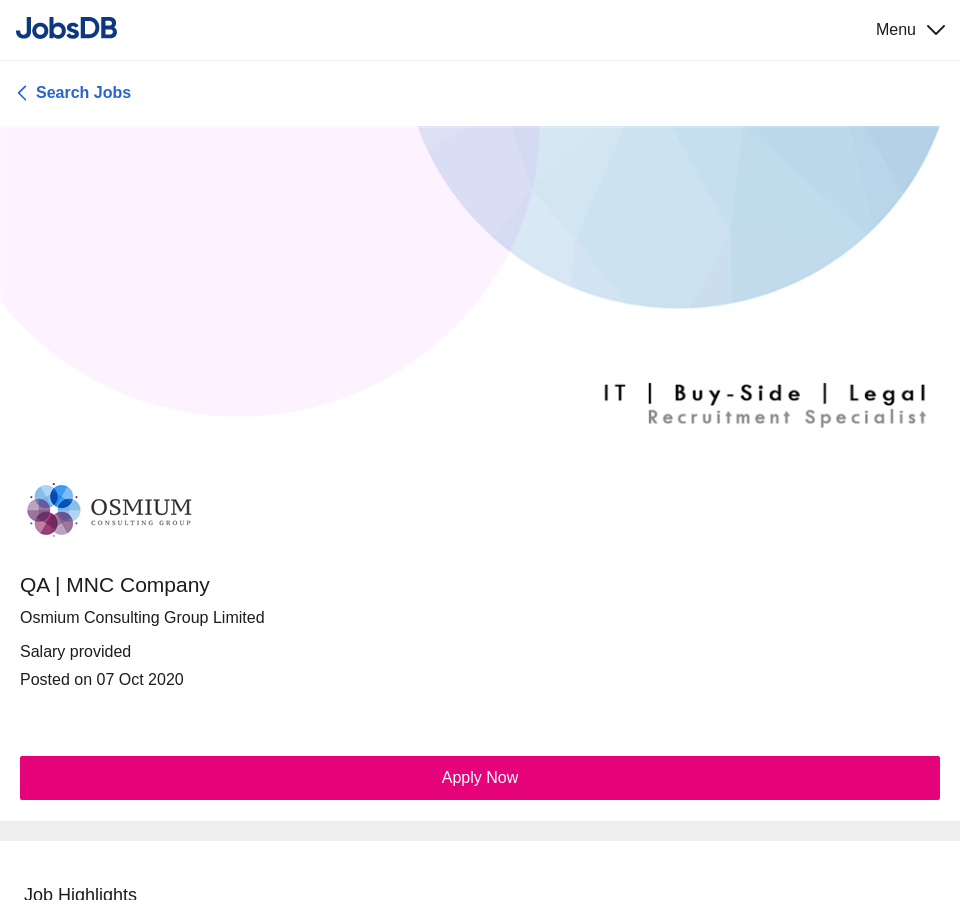 JobsDB
Menu
Search Jobs
IT | Buy-Side | Legal
Recruitment Specialist
OSMIUM
CONSULTING GROUP
QA | MNC Company
Osmium Consulting Group Limited
Salary provided
Posted on 07 Oct 2020
Apply Now
Job Highlights